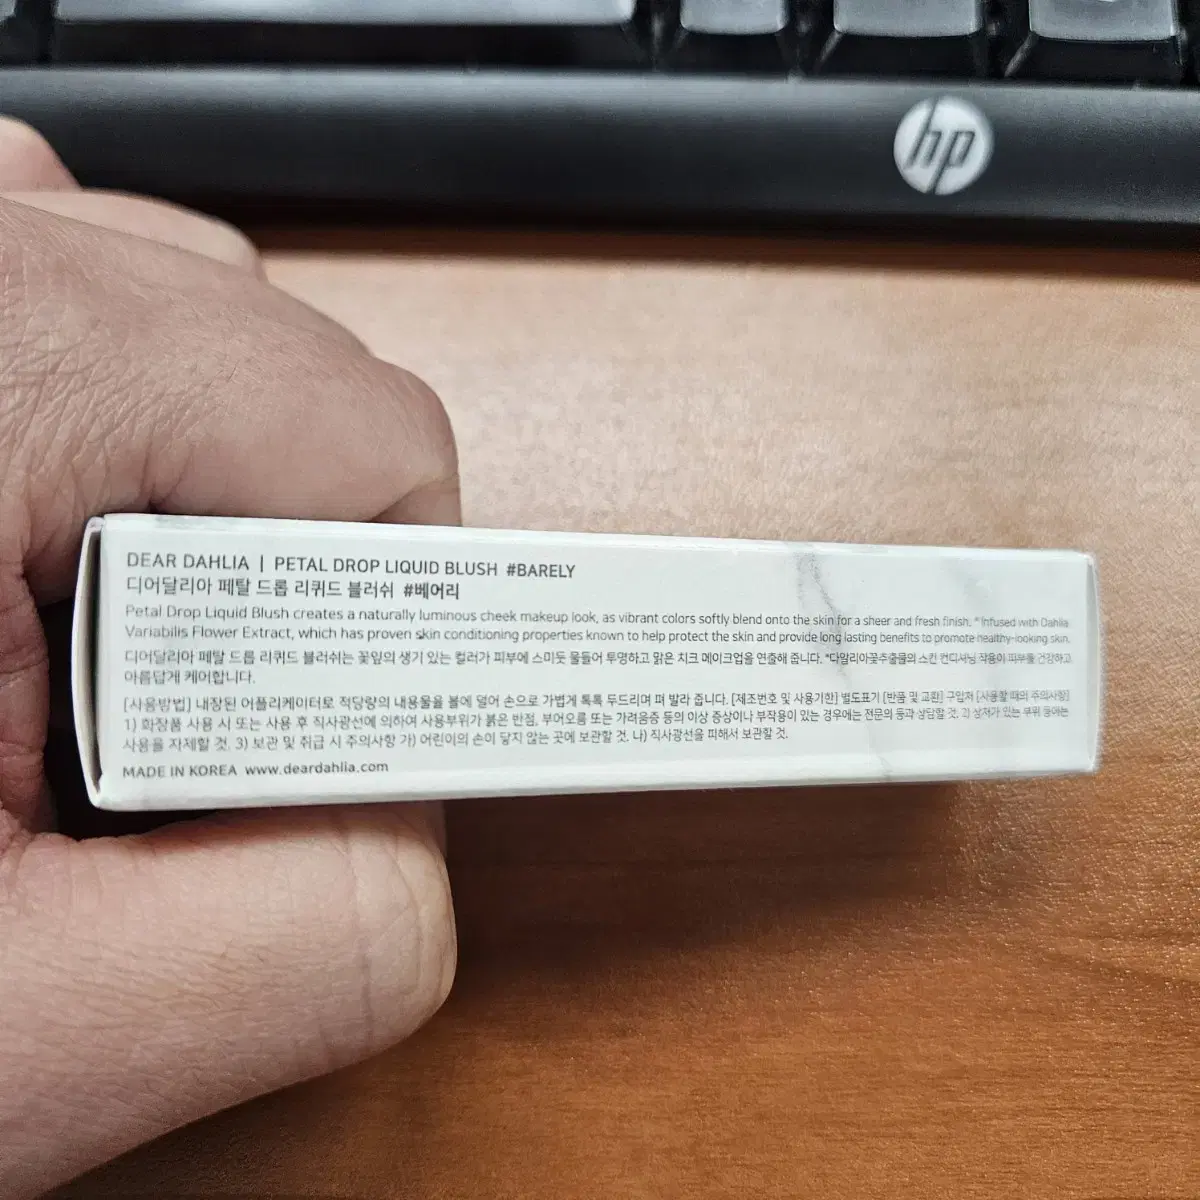 hp
DEAR DAHLIA | PETAL DROP LIQUID BLUSH #BARELY
디어달리아 페탈 드롭 리퀴드 블러쉬 #베어리
Petal Drop Liquid Blush creates a naturally luminous cheek makeup look, as vibrant colors softly blend onto the skin for a sheer and fresh finish. *Infused with Dahlia
Variabilis Flower Extract, which has proven skin conditioning properties known to help protect the skin and provide long lasting benefits to promote healthy-looking skin.
디어달리아 페탈 드롭 리퀴드 블러쉬는 꽃잎의 생기 있는 컬러가 피부에 스미듯 물들어 투명하고 맑은 치크 메이크업을 연출해 줍니다. *다알리아꽃추출물의 스킨 컨디셔닝 작용이 피부를 건강하고
아름답게 케어합니다.
[사용방법] 내장된 어플리케이터로 적당량의 내용물을 볼에 덜어 손으로 가볍게 톡톡 두드리며 펴 발라 줍니다. [제조번호 및 사용기한] 별도표기 [반품 및 교환] 구입처 [사용할 때의 주의사항]
1) 화장품 사용 시 또는 사용 후 직사광선에 의하여 사용부위가 붉은 반점, 부어오름 또는 가려움증 등의 이상 증상이나 부작용이 있는 경우에는 전문의 등과 상담할 것. 2) 상처가 있는 부위 등에는
사용을 자제할 것. 3) 보관 및 취급 시 주의사항 가) 어린이의 손이 닿지 않는 곳에 보관할 것. 나) 직사광선을 피해서 보관할 것.
MADE IN KOREA www.deardahlia.com